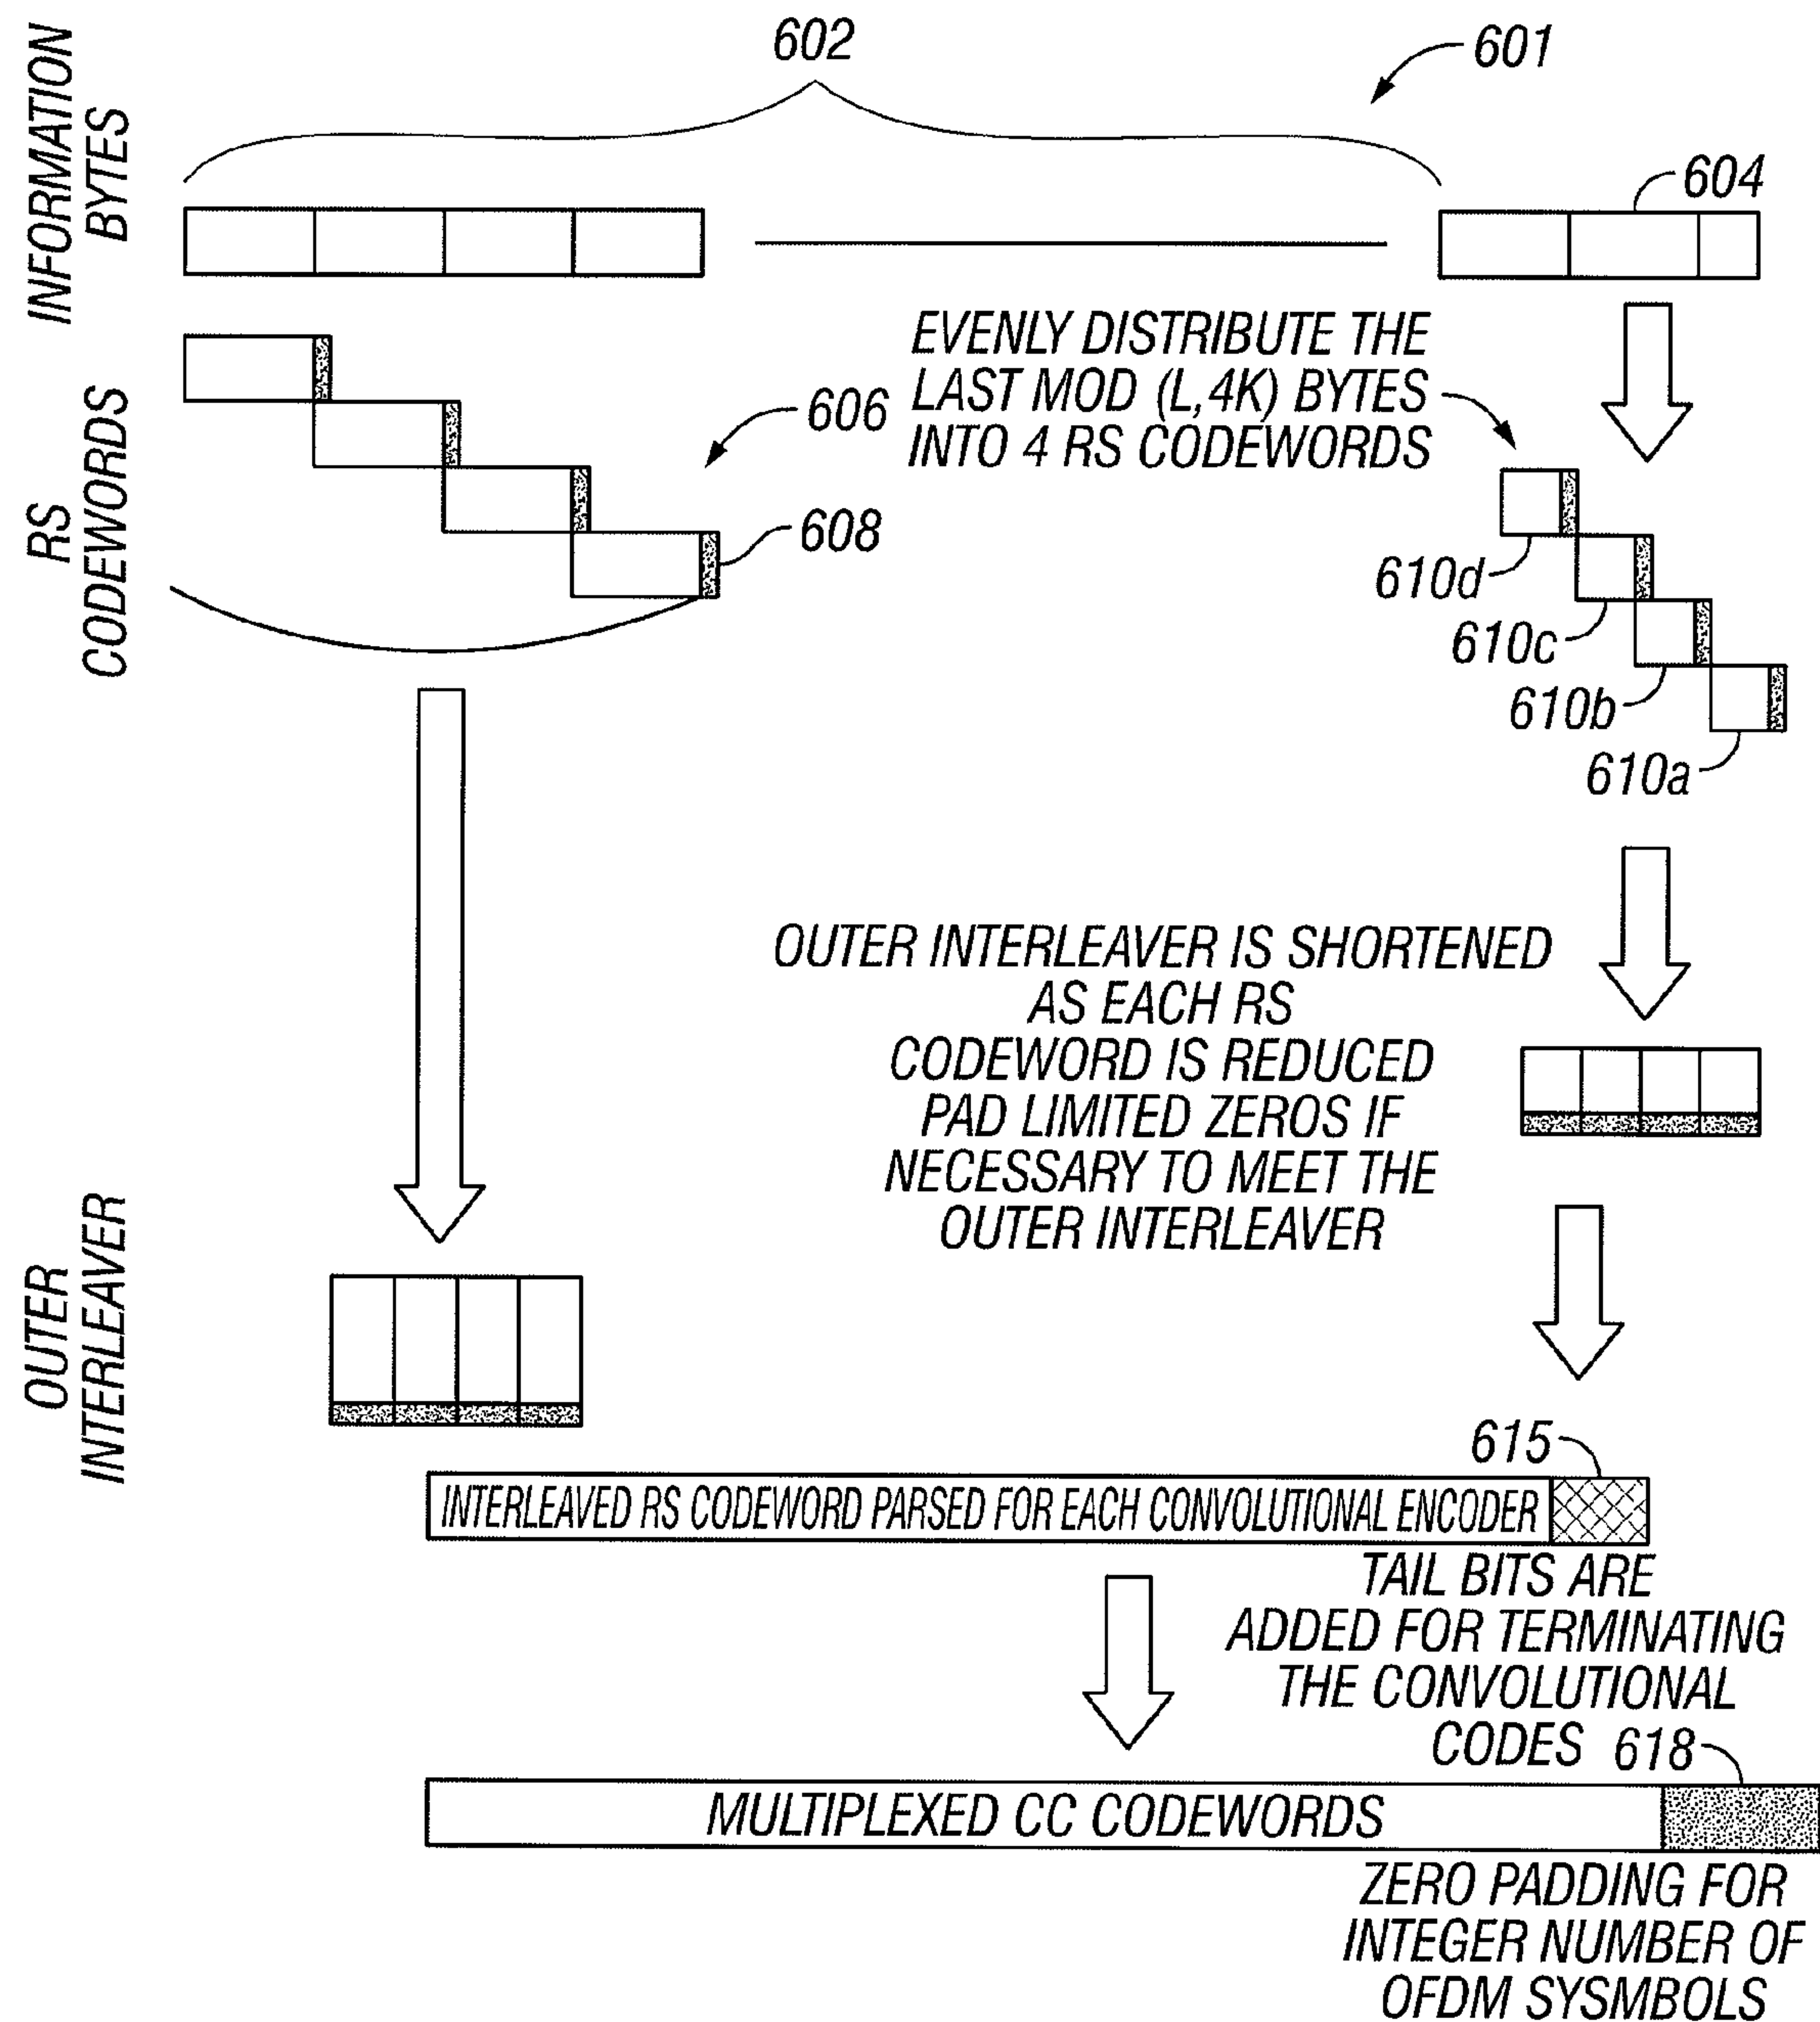 602
601
INFORMATION
BYTES
604
EVENLY DISTRIBUTE THE
LAST MOD (L,4K) BYTES
INTO 4 RS CODEWORDS
606
608
RS
CODEWORDS
610d
610c
610b
610a
OUTER INTERLEAVER IS SHORTENED
AS EACH RS
CODEWORD IS REDUCED
PAD LIMITED ZEROS IF
NECESSARY TO MEET THE
OUTER INTERLEAVER
OUTER
INTERLEAVER
615
INTERLEAVED RS CODEWORD PARSED FOR EACH CONVOLUTIONAL ENCODER
TAIL BITS ARE
ADDED FOR TERMINATING
THE CONVOLUTIONAL
CODES
618
MULTIPLEXED CC CODEWORDS
ZERO PADDING FOR
INTEGER NUMBER OF
OFDM SYSMBOLS